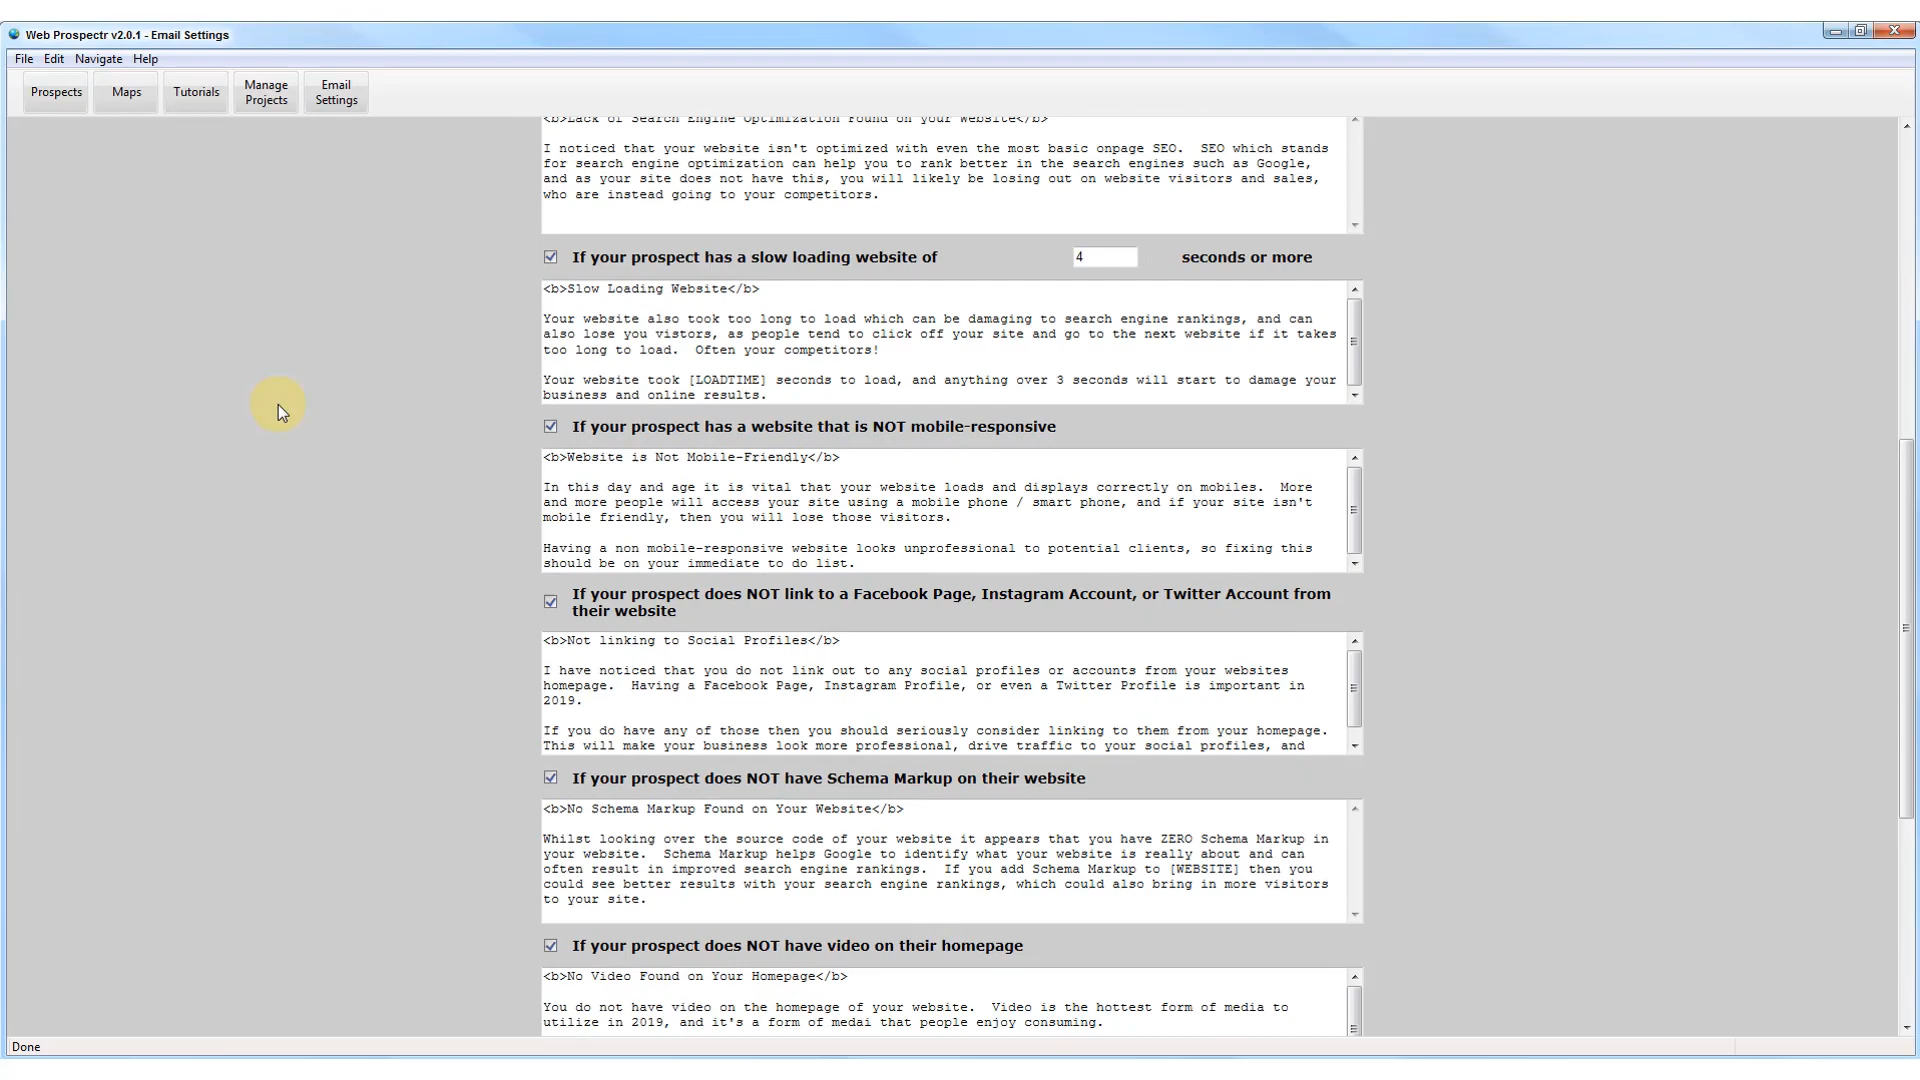 Web Prospectr v2.0.1 - Email Settings
File Edit Navigate Help
Prospects Maps Tutorials Manage Projects Email Settings
<b>Lack of Search Engine Optimization Found on your Website</b>
I noticed that your website isn't optimized with even the most basic onpage SEO.  SEO which stands
for search engine optimization can help you to rank better in the search engines such as Google,
and as your site does not have this, you will likely be losing out on website visitors and sales,
who are instead going to your competitors.
If your prospect has a slow loading website of 4 seconds or more
<b>Slow Loading Website</b>
Your website also took too long to load which can be damaging to search engine rankings, and can
also lose you vistors, as people tend to click off your site and go to the next website if it takes
too long to load.  Often your competitors!
Your website took [LOADTIME] seconds to load, and anything over 3 seconds will start to damage your
business and online results.
If your prospect has a website that is NOT mobile-responsive
<b>Website is Not Mobile-Friendly</b>
In this day and age it is vital that your website loads and displays correctly on mobiles.  More
and more people will access your site using a mobile phone / smart phone, and if your site isn't
mobile friendly, then you will lose those visitors.
Having a non mobile-responsive website looks unprofessional to potential clients, so fixing this
should be on your immediate to do list.
If your prospect does NOT link to a Facebook Page, Instagram Account, or Twitter Account from
their website
<b>Not linking to Social Profiles</b>
I have noticed that you do not link out to any social profiles or accounts from your websites
homepage.  Having a Facebook Page, Instagram Profile, or even a Twitter Profile is important in
2019.
If you do have any of those then you should seriously consider linking to them from your homepage.
This will make your business look more professional, drive traffic to your social profiles, and
If your prospect does NOT have Schema Markup on their website
<b>No Schema Markup Found on Your Website</b>
Whilst looking over the source code of your website it appears that you have ZERO Schema Markup in
your website.  Schema Markup helps Google to identify what your website is really about and can
often result in improved search engine rankings.  If you add Schema Markup to [WEBSITE] then you
could see better results with your search engine rankings, which could also bring in more visitors
to your site.
If your prospect does NOT have video on their homepage
<b>No Video Found on Your Homepage</b>
You do not have video on the homepage of your website.  Video is the hottest form of media to
utilize in 2019, and it's a form of medai that people enjoy consuming.
Done